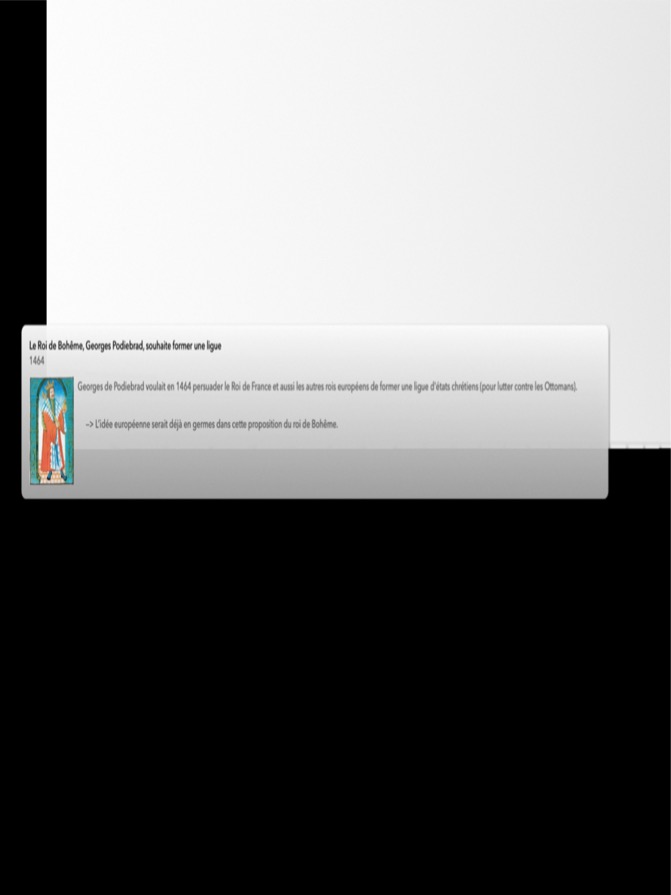 Le Roi de Bohême, Georges Podiebrad, souhaite former une ligue
1464
Georges de Podiebrad voulait en 1464 persuader le Roi de France et aussi les autres rois européens de former une ligue d'états chrétiens (pour lutter contre les Ottomans).
–> L'idée européenne serait déjà en germes dans cette proposition du roi de Bohême.